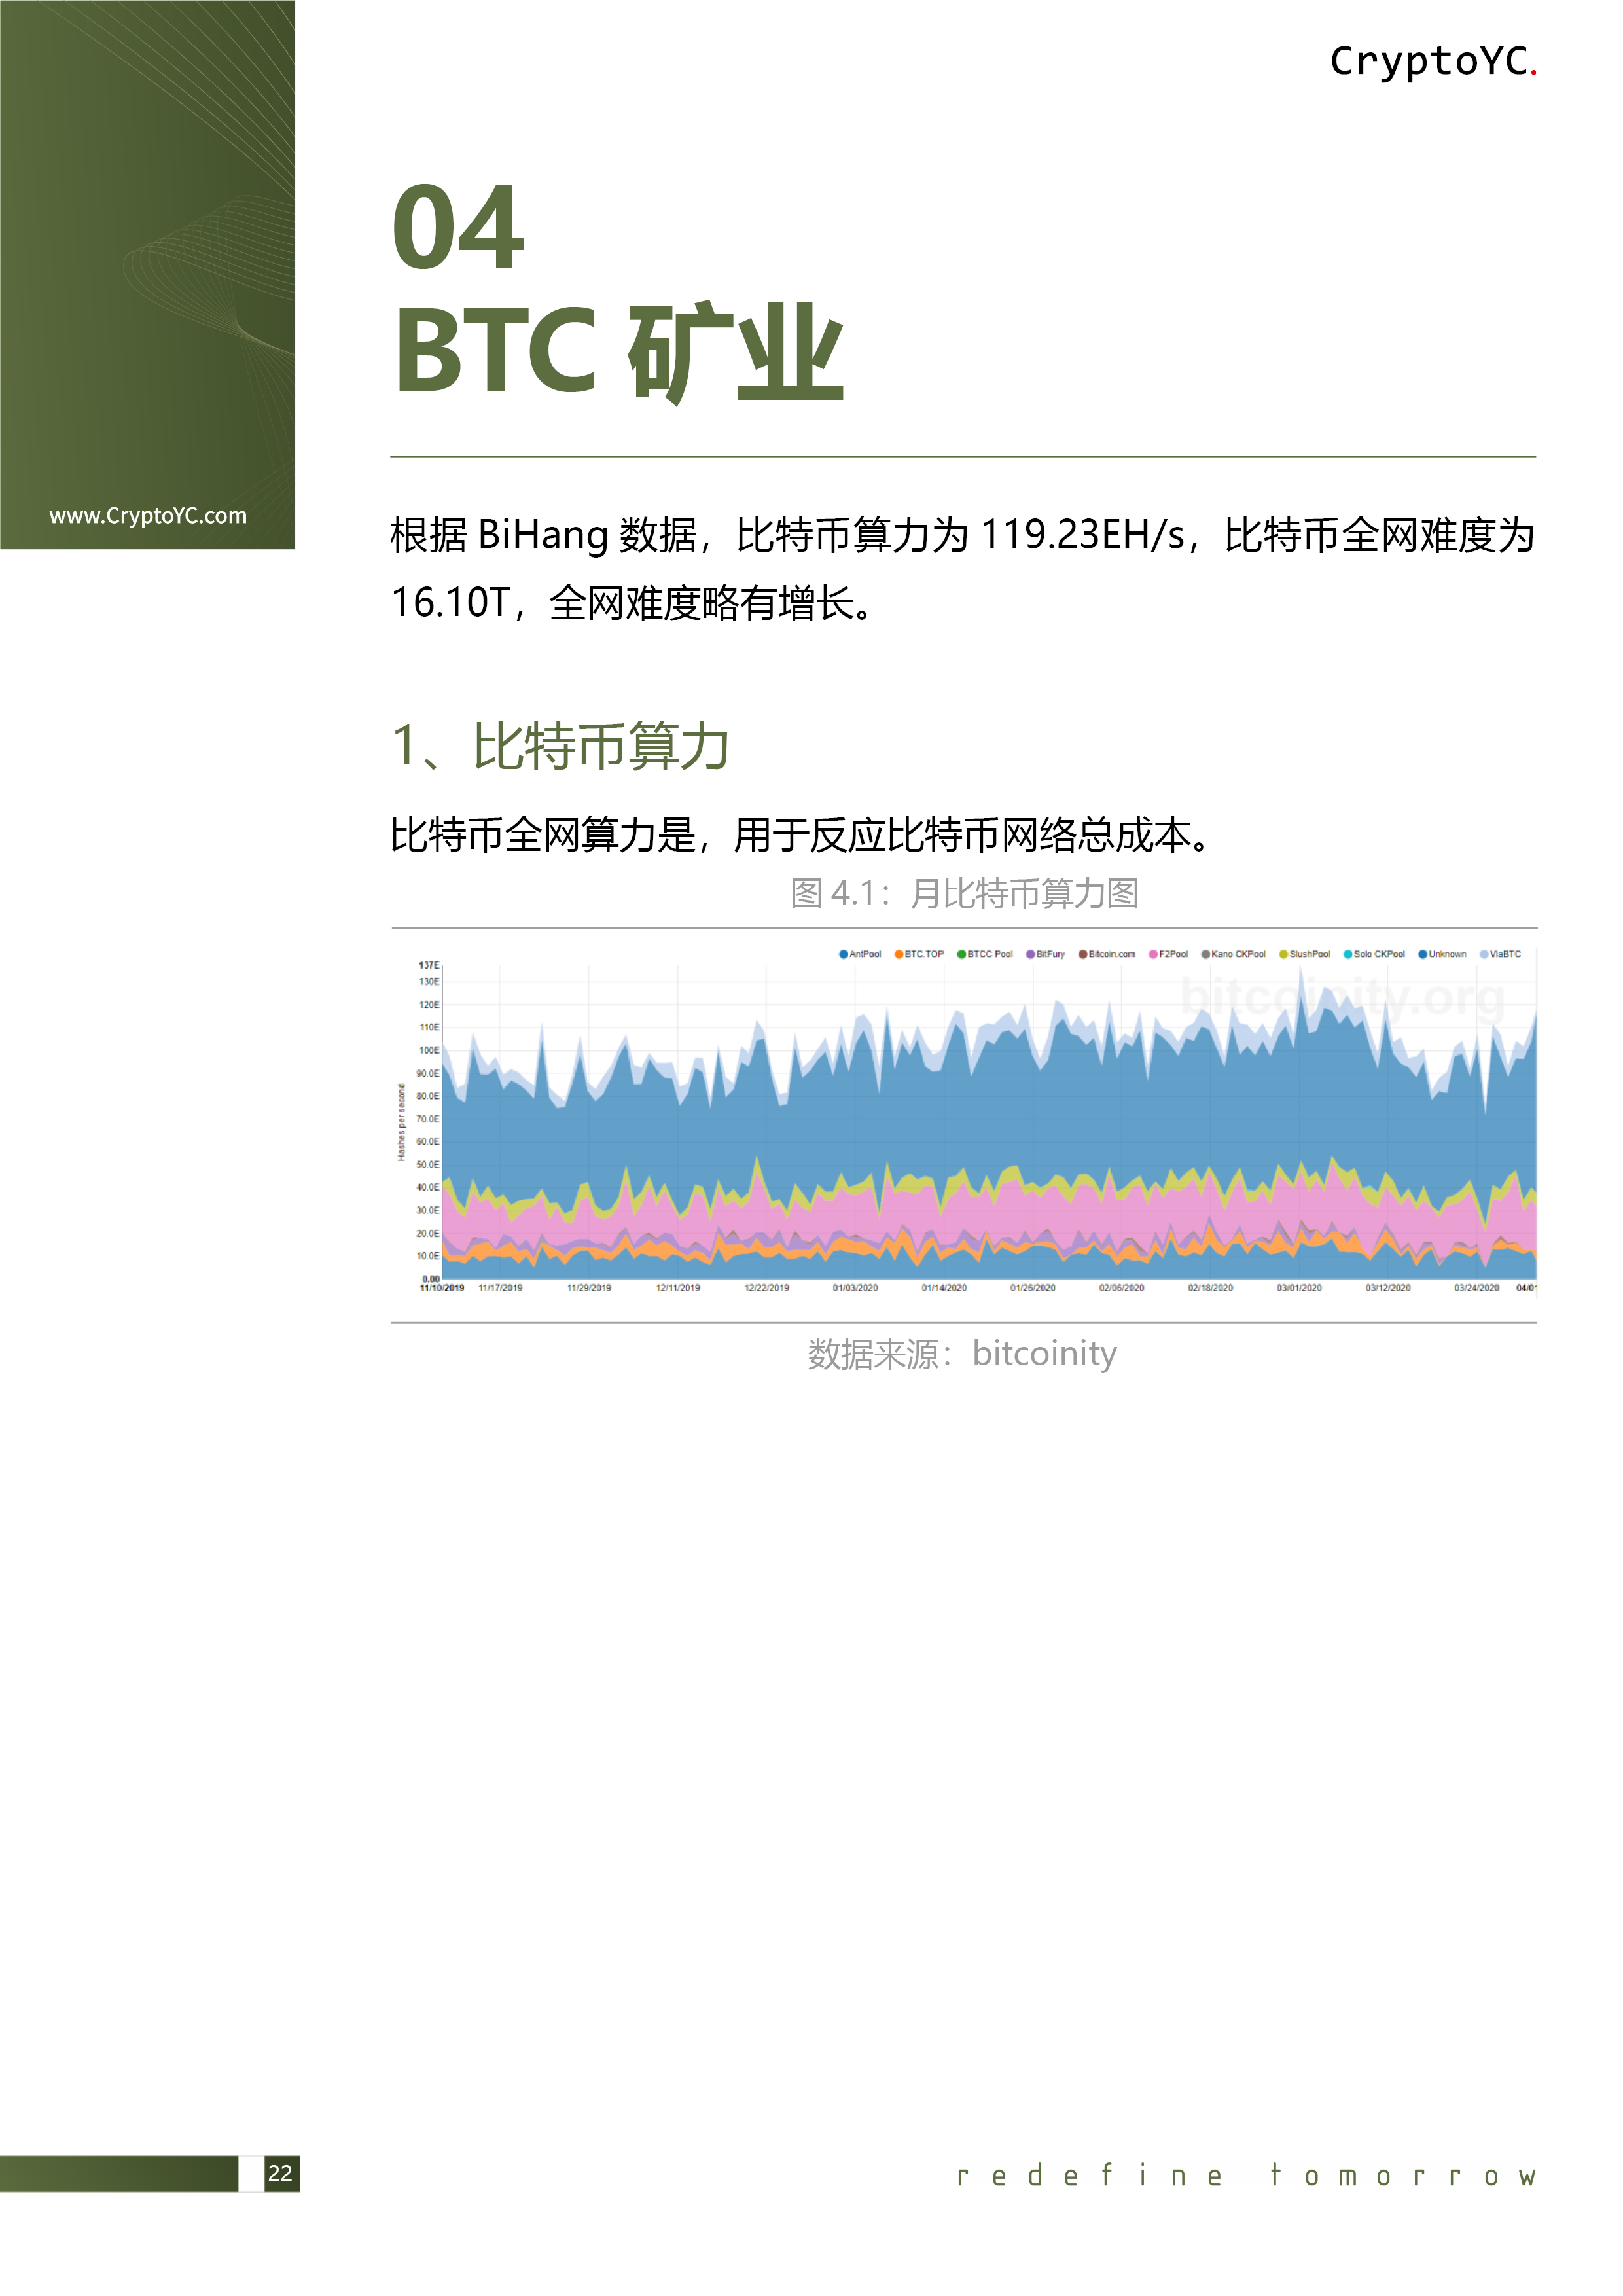 CryptoYC.
www.CryptoYC.com
04
BTC 矿业
根据 BiHang 数据，比特币算力为 119.23EH/s，比特币全网难度为
16.10T，全网难度略有增长。
1、比特币算力
比特币全网算力是，用于反应比特币网络总成本。
图 4.1：月比特币算力图
AntPool BTC.TOP BTCC Pool BitFury Bitcoin.com F2Pool Kano CKPool SlushPool Solo CKPool Unknown ViaBTC
bitcoinity.org
Hashes per second
137E
130E
120E
110E
100E
90.0E
80.0E
70.0E
60.0E
50.0E
40.0E
30.0E
20.0E
10.0E
0.00
11/10/2019 11/17/2019 11/29/2019 12/11/2019 12/22/2019 01/03/2020 01/14/2020 01/26/2020 02/06/2020 02/18/2020 03/01/2020 03/12/2020 03/24/2020 04/01
数据来源：bitcoinity
22
redefine tomorrow